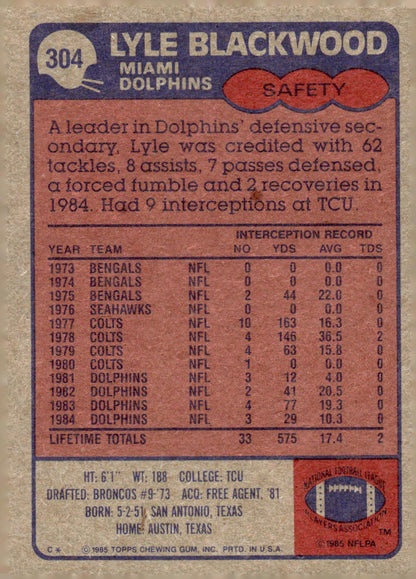 304 LYLE BLACKWOOD
MIAMI
DOLPHINS
SAFETY
A leader in Dolphins' defensive sec-
ondary, Lyle was credited with 62
tackles, 8 assists, 7 passes defensed,
a forced fumble and 2 recoveries in
1984. Had 9 interceptions at TCU.
INTERCEPTION RECORD
YEAR TEAM NO YDS AVG TDS
1973 BENGALS NFL 0 0 0.0 0
1974 BENGALS NFL 0 0 0.0 0
1975 BENGALS NFL 2 44 22.0 0
1976 SEAHAWKS NFL 0 0 0.0 0
1977 COLTS NFL 10 163 16.3 0
1978 COLTS NFL 4 146 36.5 2
1979 COLTS NFL 4 63 15.8 0
1980 COLTS NFL 1 0 0.0 0
1981 DOLPHINS NFL 3 12 4.0 0
1982 DOLPHINS NFL 2 41 20.5 0
1983 DOLPHINS NFL 4 77 19.3 0
1984 DOLPHINS NFL 3 29 10.3 0
LIFETIME TOTALS 33 575 17.4 2
HT: 6'1" WT: 188 COLLEGE: TCU
DRAFTED: BRONCOS #9-'73 ACQ: FREE AGENT, '81
BORN: 5-2-51, SAN ANTONIO, TEXAS
HOME: AUSTIN, TEXAS
C* © 1985 TOPPS CHEWING GUM, INC. PRTD. IN U.S.A.
NATIONAL FOOTBALL LEAGUE
PLAYERS ASSOCIATION
© 1985 NFLPA